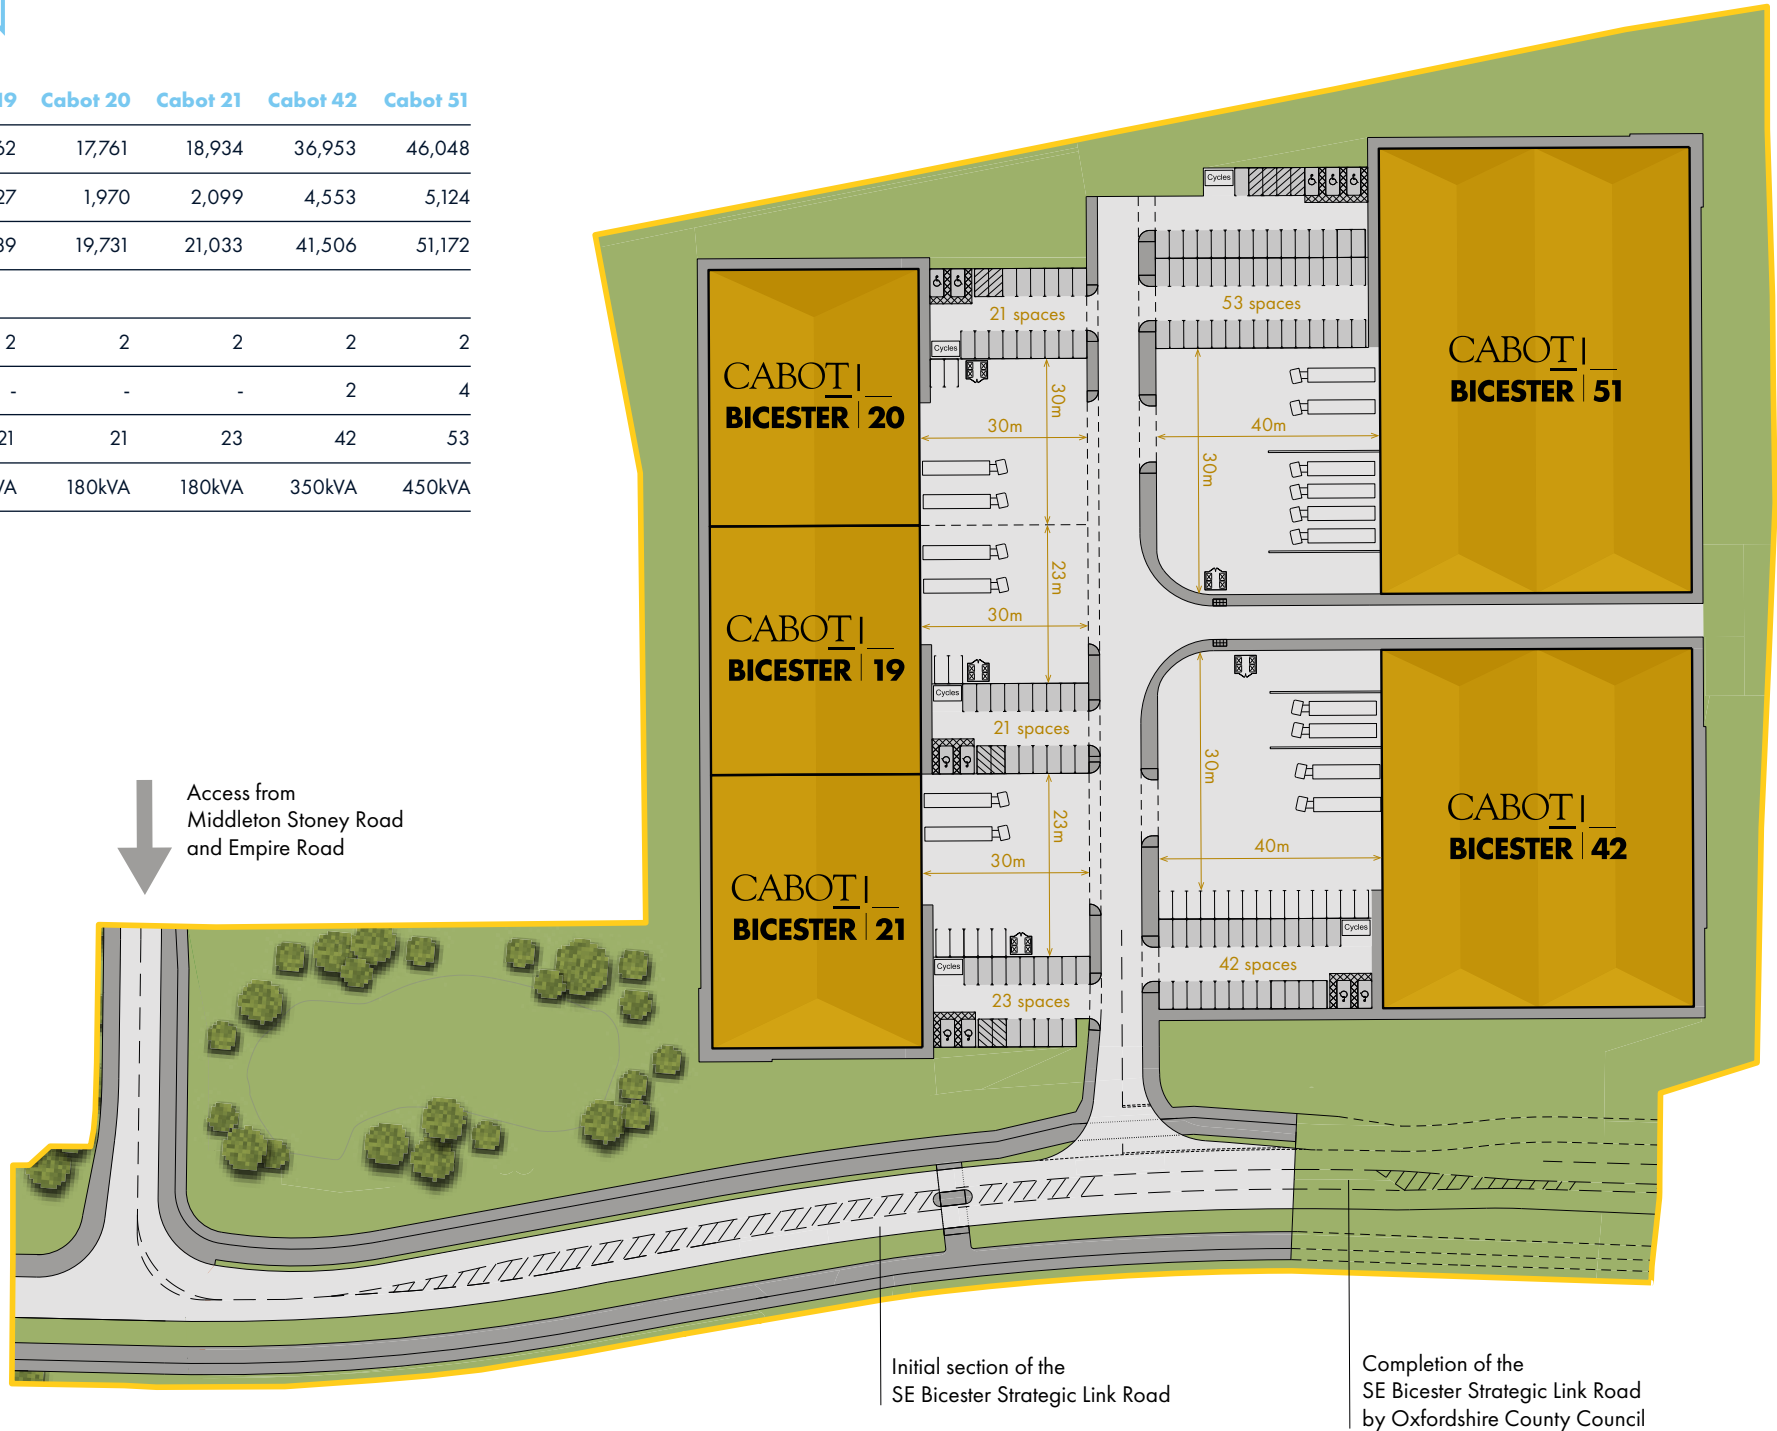 19 Cabot 20 Cabot 21 Cabot 42 Cabot 51
62 17,761 18,934 36,953 46,048
27 1,970 2,099 4,553 5,124
39 19,731 21,033 41,506 51,172
2 2 2 2 2
- - - 2 4
21 21 23 42 53
VA 180kVA 180kVA 350kVA 450kVA
Cycles
53 spaces
21 spaces
Cycles
CABOT
BICESTER 51
CABOT
BICESTER 20
30m
30m
40m
30m
23m
30m
CABOT
BICESTER 19
Cycles
21 spaces
30m
40m
CABOT
BICESTER 42
23m
30m
CABOT
BICESTER 21
Cycles
Cycles
42 spaces
23 spaces
Access from
Middleton Stoney Road
and Empire Road
Initial section of the
SE Bicester Strategic Link Road
Completion of the
SE Bicester Strategic Link Road
by Oxfordshire County Council